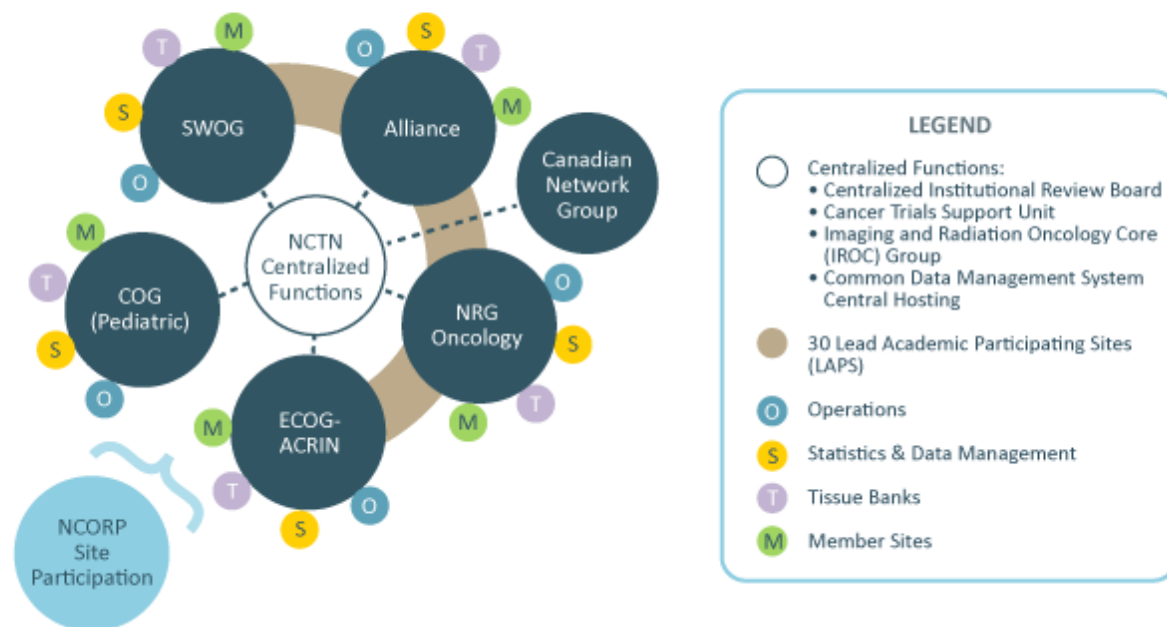 M
T
S
O
SWOG
O
S
T
M
Alliance
Canadian
Network
Group
NCTN
Centralized
Functions
M
T
S
O
COG
(Pediatric)
O
S
T
M
NRG
Oncology
M
T
S
O
ECOG-
ACRIN
NCORP
Site
Participation
LEGEND
Centralized Functions:
• Centralized Institutional Review Board
• Cancer Trials Support Unit
• Imaging and Radiation Oncology Core
(IROC) Group
• Common Data Management System
Central Hosting
30 Lead Academic Participating Sites
(LAPS)
O Operations
S Statistics & Data Management
T Tissue Banks
M Member Sites